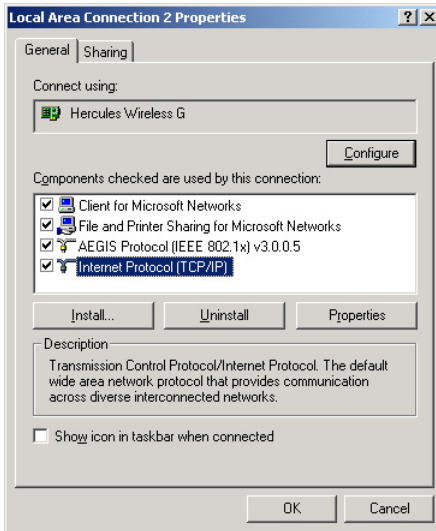 Local Area Connection 2 Properties
General Sharing
Connect using:
Hercules Wireless G
Configure
Components checked are used by this connection:
Client for Microsoft Networks
File and Printer Sharing for Microsoft Networks
AEGIS Protocol (IEEE 802.1x) v3.0.0.5
Internet Protocol (TCP/IP)
Install... Uninstall Properties
Description
Transmission Control Protocol/Internet Protocol. The default
wide area network protocol that provides communication
across diverse interconnected networks.
Show icon in taskbar when connected
OK Cancel